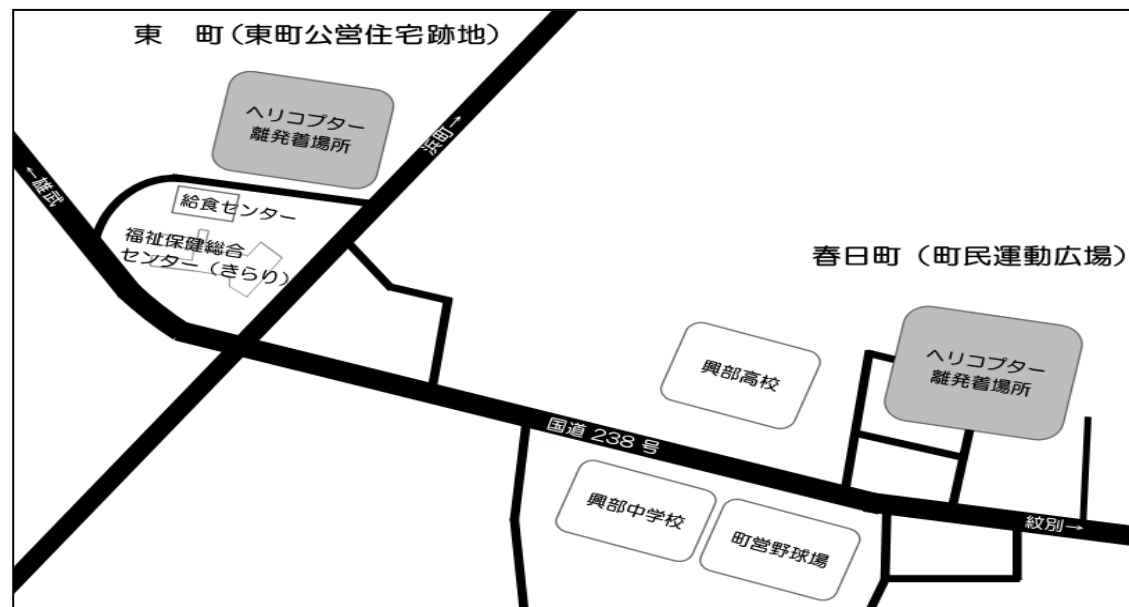 東　町（東町公営住宅跡地）
ヘリコプター
離発着場所
浜町→
←雄武
給食センター
福祉保健総合
センター（きらり）
春日町（町民運動広場）
ヘリコプター
離発着場所
興部高校
国道 238 号
興部中学校
町営野球場
紋別→